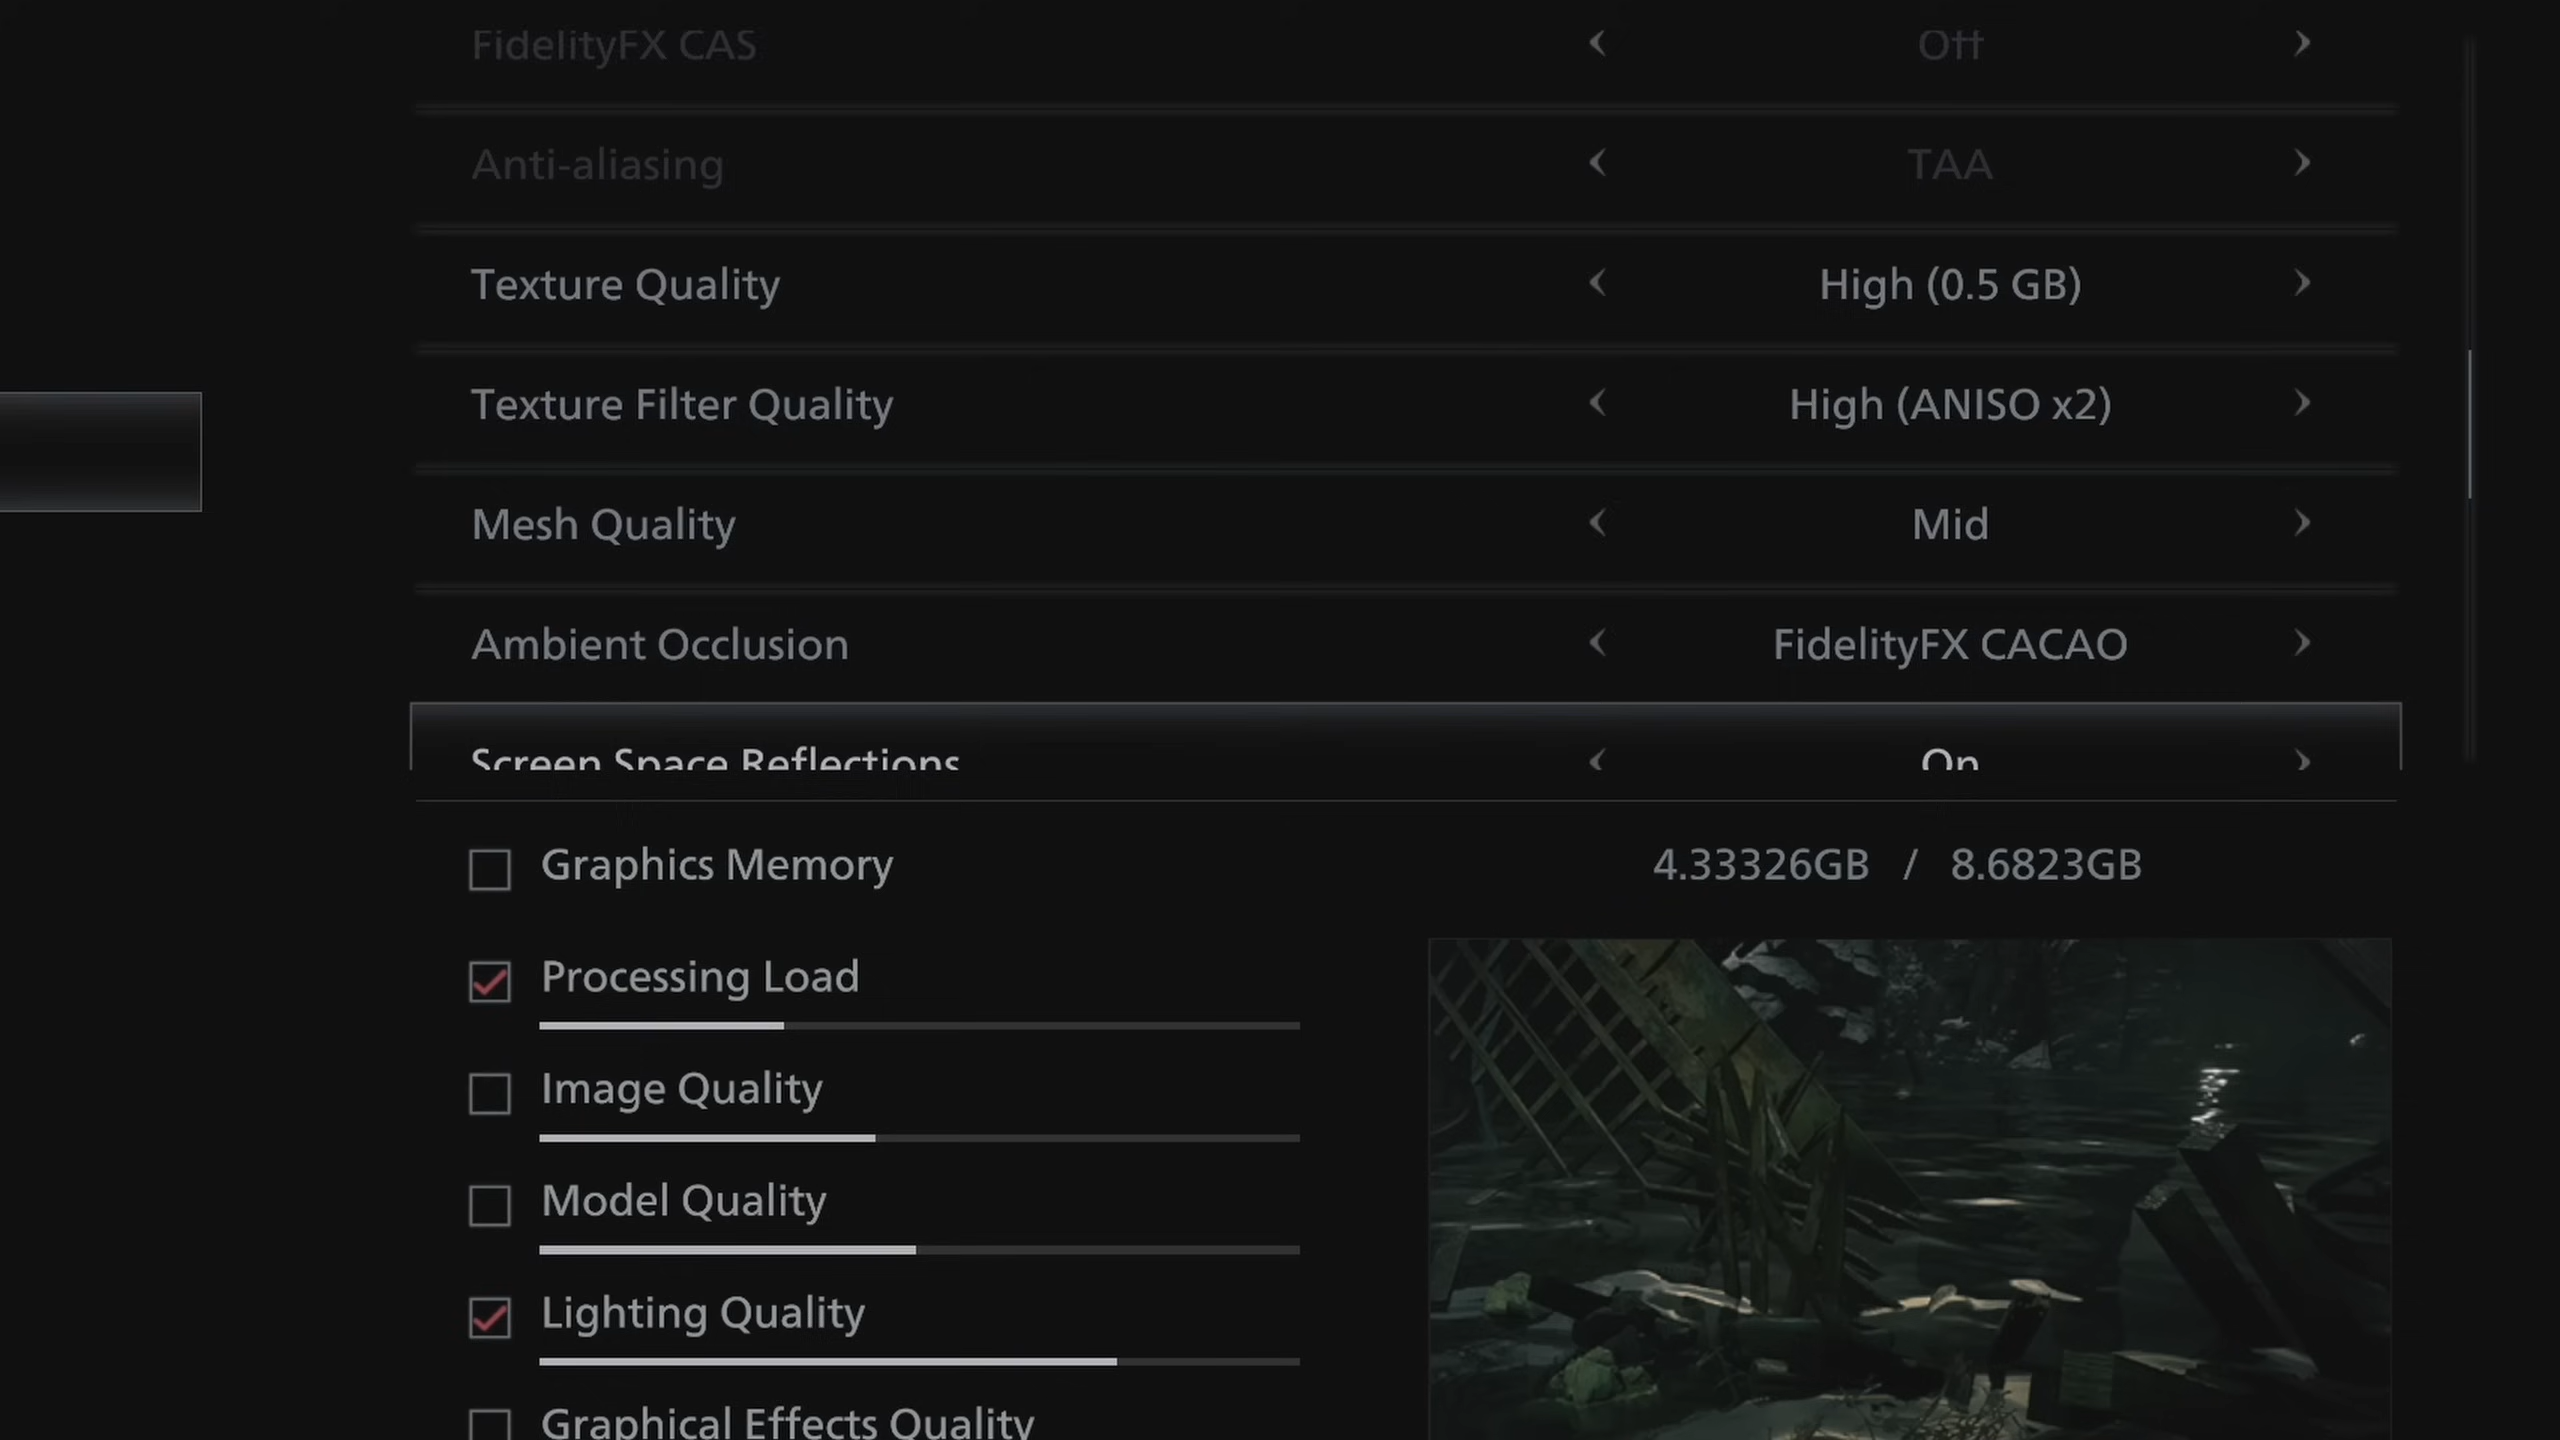 FidelityFX CAS Off
Anti-aliasing TAA
Texture Quality High (0.5 GB)
Texture Filter Quality High (ANISO x2)
Mesh Quality Mid
Ambient Occlusion FidelityFX CACAO
Screen Space Reflections On
Graphics Memory 4.33326GB / 8.6823GB
Processing Load
Image Quality
Model Quality
Lighting Quality
Graphical Effects Quality